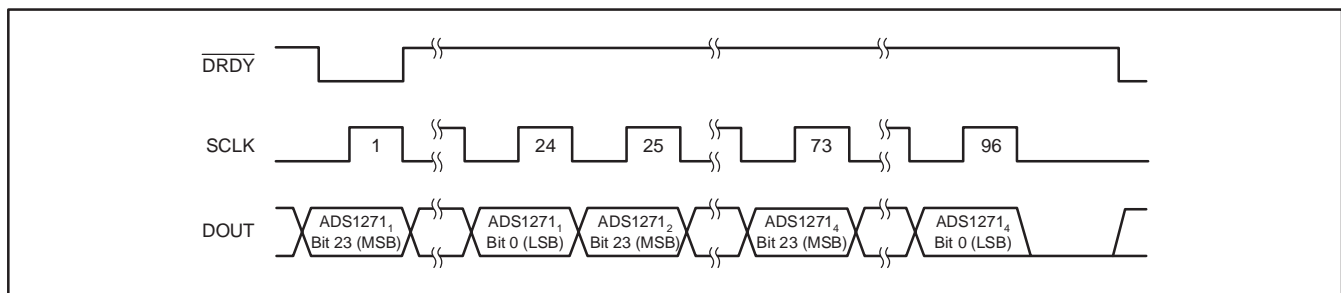 DRDY
SCLK
1
24
25
73
96
DOUT
ADS1271₁
Bit 23 (MSB)
ADS1271₁
Bit 0 (LSB)
ADS1271₂
Bit 23 (MSB)
ADS1271₄
Bit 23 (MSB)
ADS1271₄
Bit 0 (LSB)